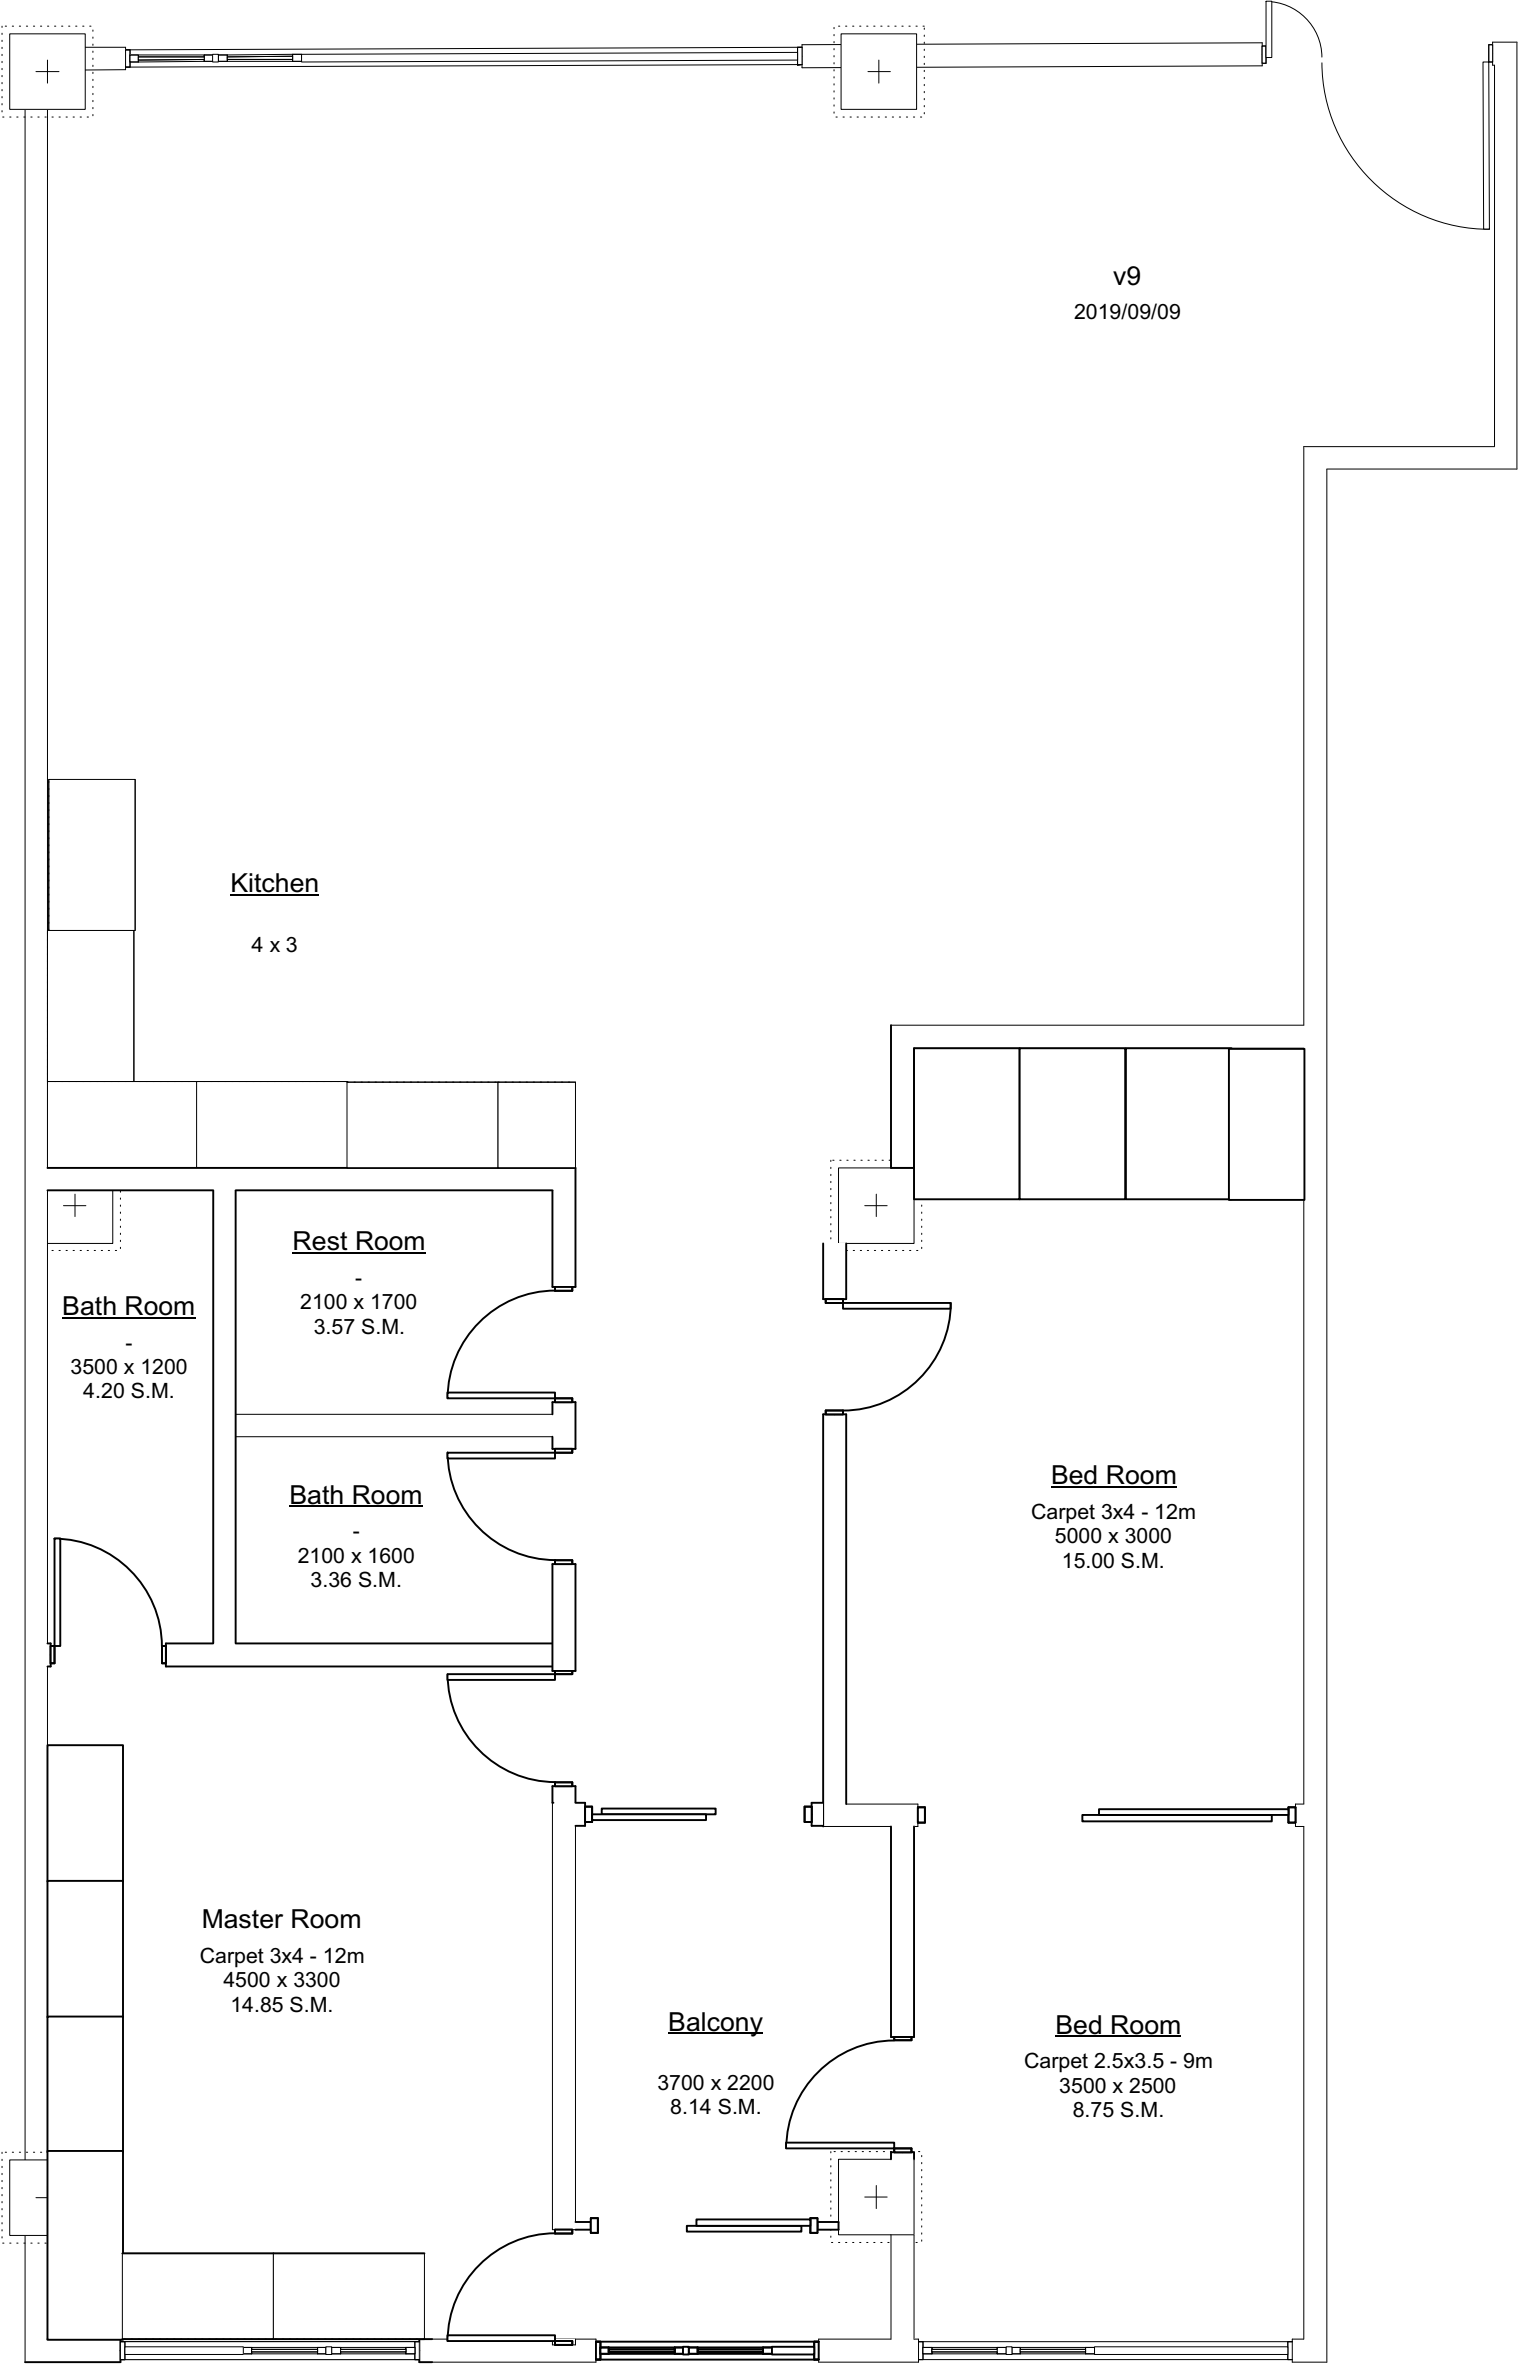 v9
2019/09/09
Kitchen
4 x 3
Rest Room
-
2100 x 1700
3.57 S.M.
Bath Room
-
3500 x 1200
4.20 S.M.
Bath Room
-
2100 x 1600
3.36 S.M.
Bed Room
Carpet 3x4 - 12m
5000 x 3000
15.00 S.M.
Master Room
Carpet 3x4 - 12m
4500 x 3300
14.85 S.M.
Balcony
3700 x 2200
8.14 S.M.
Bed Room
Carpet 2.5x3.5 - 9m
3500 x 2500
8.75 S.M.